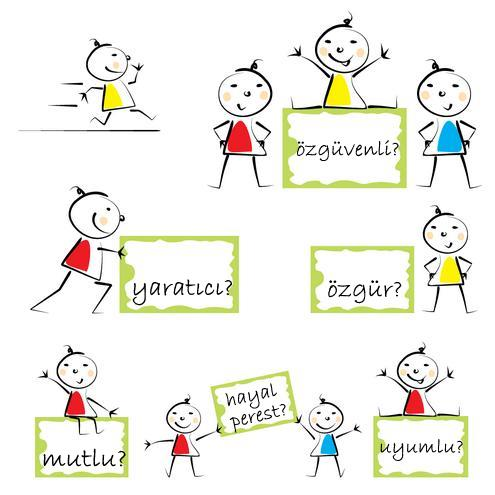 özgüvenli?
yaratıcı?
özgür?
hayal
perest?
mutlu?
uyumlu?